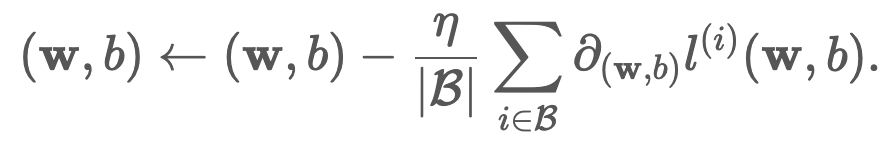 (𝐰, b) ← (𝐰, b) − η/|ℬ| ∑_{i∈ℬ} ∂_{(𝐰,b)} l^{(i)}(𝐰, b).